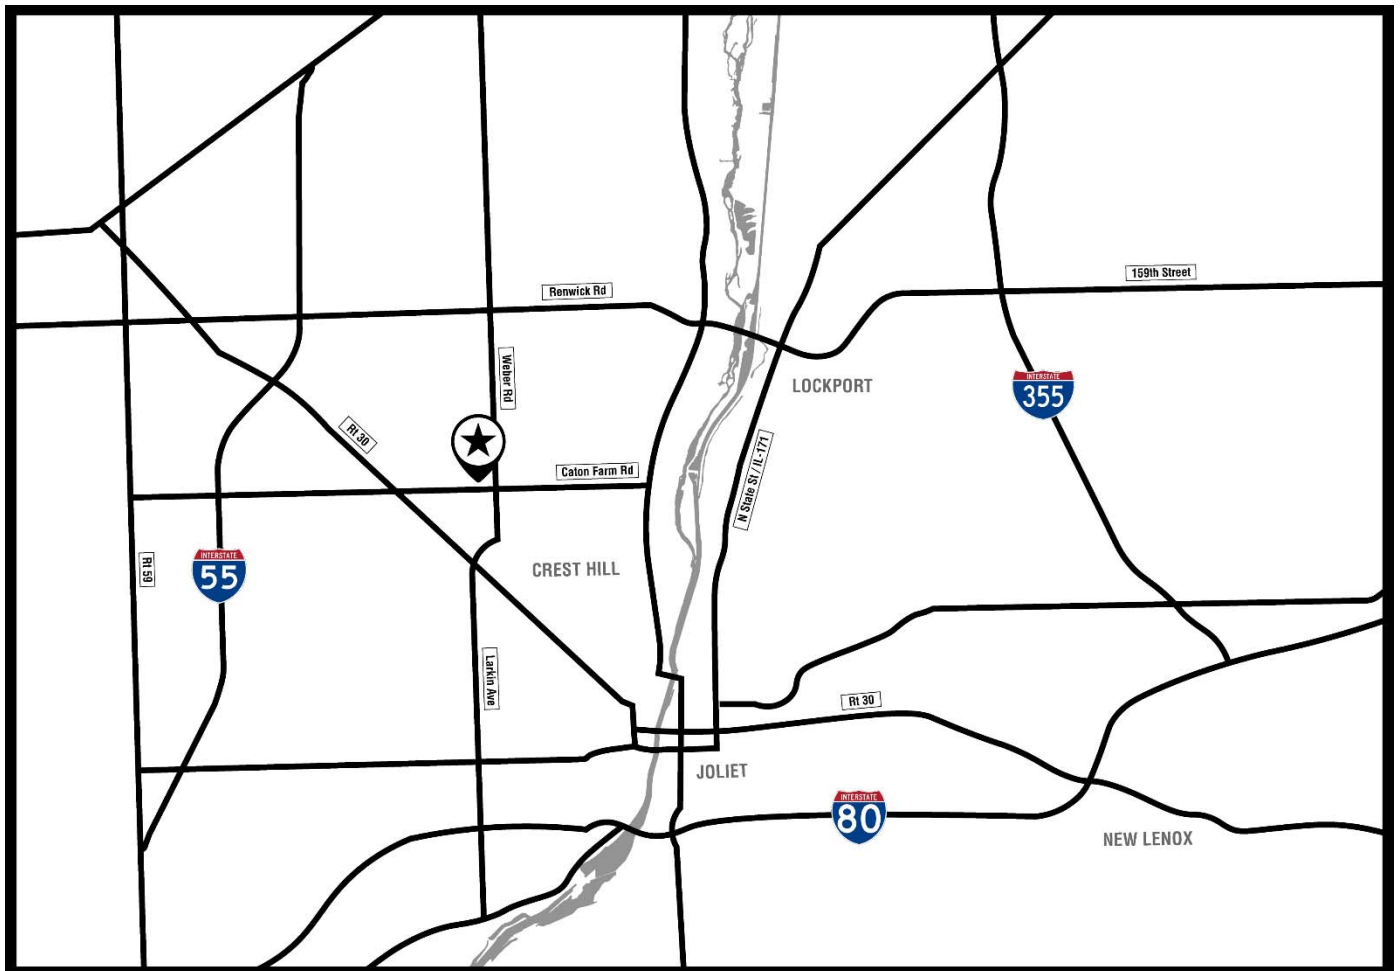 159th Street
Renwick Rd
Weber Rd
LOCKPORT
INTERSTATE
355
Rt 30
Caton Farm Rd
N State St / IL-171
Rt 59
INTERSTATE
55
CREST HILL
Larkin Ave
Rt 30
JOLIET
INTERSTATE
80
NEW LENOX